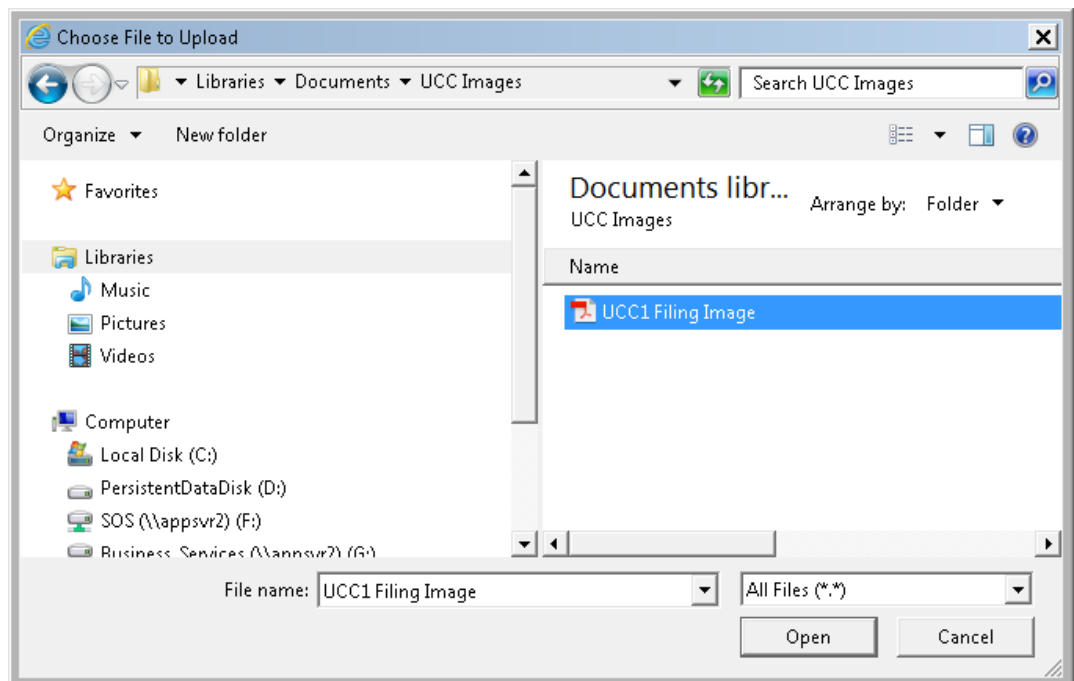 Choose File to Upload
Libraries Documents UCC Images
Search UCC Images
Organize New folder
Favorites
Libraries
Music
Pictures
Videos
Computer
Local Disk (C:)
PersistentDataDisk (D:)
SOS (\\appsvr2) (F:)
Business_Services (\\appsvr2) (G:)
Documents libr...
UCC Images
Arrange by: Folder
Name
UCC1 Filing Image
File name: UCC1 Filing Image
All Files (*.*)
Open Cancel